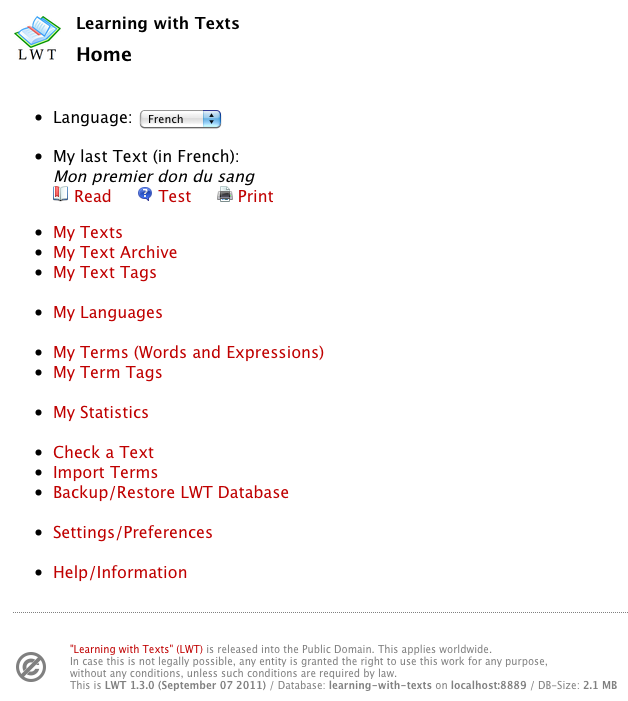 Learning with Texts
LWT
Home
Language: French
My last Text (in French):
Mon premier don du sang
Read Test Print
My Texts
My Text Archive
My Text Tags
My Languages
My Terms (Words and Expressions)
My Term Tags
My Statistics
Check a Text
Import Terms
Backup/Restore LWT Database
Settings/Preferences
Help/Information
"Learning with Texts" (LWT) is released into the Public Domain. This applies worldwide.
In case this is not legally possible, any entity is granted the right to use this work for any purpose,
without any conditions, unless such conditions are required by law.
This is LWT 1.3.0 (September 07 2011) / Database: learning-with-texts on localhost:8889 / DB-Size: 2.1 MB